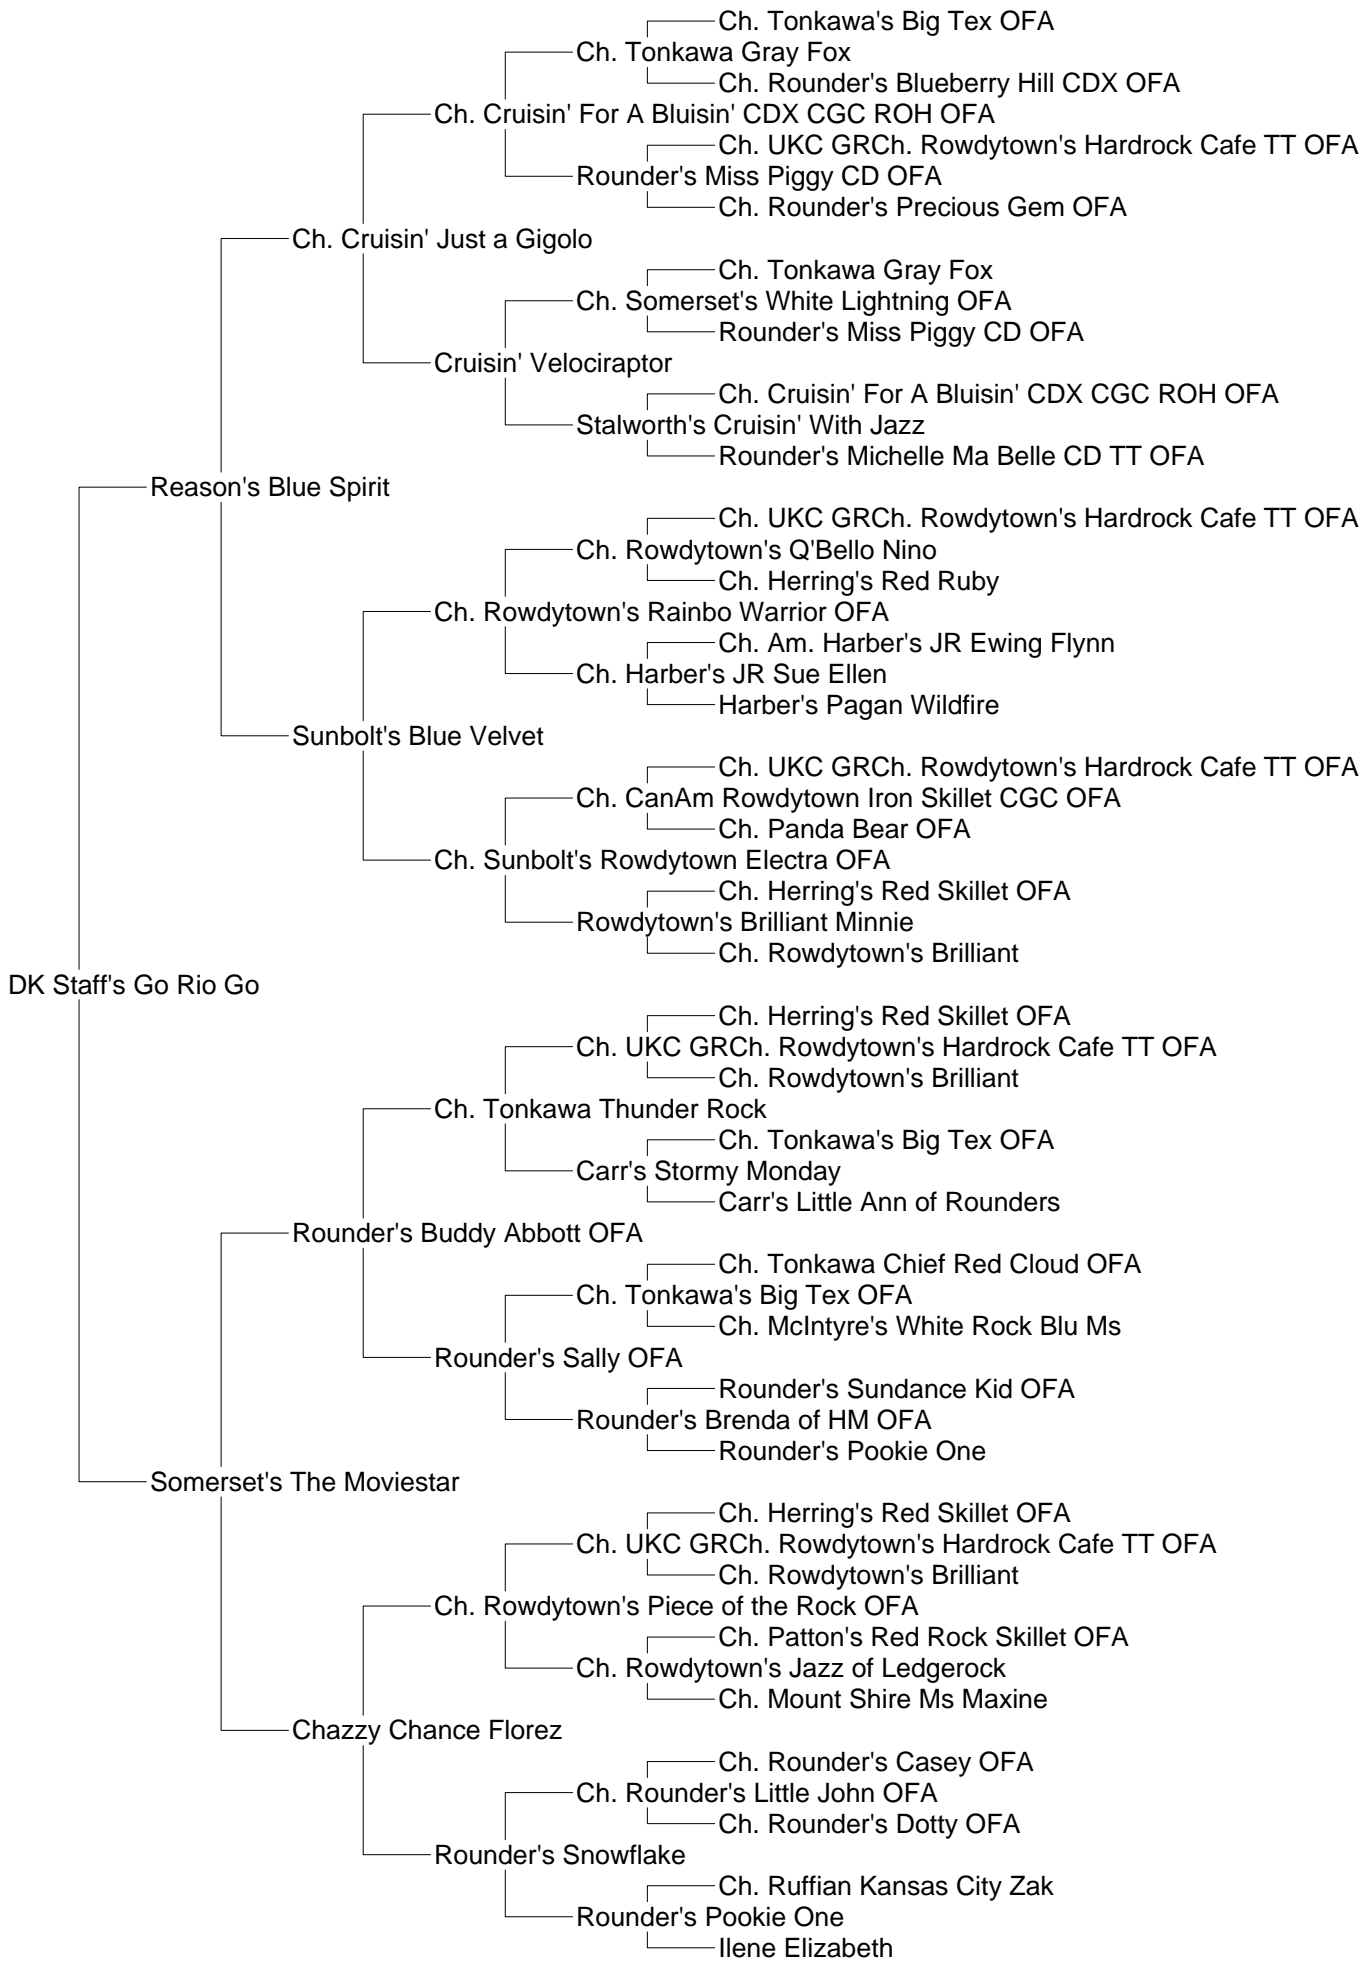 Ch. Tonkawa's Big Tex OFA
Ch. Tonkawa Gray Fox
Ch. Rounder's Blueberry Hill CDX OFA
Ch. Cruisin' For A Bluisin' CDX CGC ROH OFA
Ch. UKC GRCh. Rowdytown's Hardrock Cafe TT OFA
Rounder's Miss Piggy CD OFA
Ch. Rounder's Precious Gem OFA
Ch. Cruisin' Just a Gigolo
Ch. Tonkawa Gray Fox
Ch. Somerset's White Lightning OFA
Rounder's Miss Piggy CD OFA
Cruisin' Velociraptor
Ch. Cruisin' For A Bluisin' CDX CGC ROH OFA
Stalworth's Cruisin' With Jazz
Rounder's Michelle Ma Belle CD TT OFA
Reason's Blue Spirit
Ch. UKC GRCh. Rowdytown's Hardrock Cafe TT OFA
Ch. Rowdytown's Q'Bello Nino
Ch. Herring's Red Ruby
Ch. Rowdytown's Rainbo Warrior OFA
Ch. Am. Harber's JR Ewing Flynn
Ch. Harber's JR Sue Ellen
Harber's Pagan Wildfire
Sunbolt's Blue Velvet
Ch. UKC GRCh. Rowdytown's Hardrock Cafe TT OFA
Ch. CanAm Rowdytown Iron Skillet CGC OFA
Ch. Panda Bear OFA
Ch. Sunbolt's Rowdytown Electra OFA
Ch. Herring's Red Skillet OFA
Rowdytown's Brilliant Minnie
Ch. Rowdytown's Brilliant
DK Staff's Go Rio Go
Ch. Herring's Red Skillet OFA
Ch. UKC GRCh. Rowdytown's Hardrock Cafe TT OFA
Ch. Rowdytown's Brilliant
Ch. Tonkawa Thunder Rock
Ch. Tonkawa's Big Tex OFA
Carr's Stormy Monday
Carr's Little Ann of Rounders
Rounder's Buddy Abbott OFA
Ch. Tonkawa Chief Red Cloud OFA
Ch. Tonkawa's Big Tex OFA
Ch. McIntyre's White Rock Blu Ms
Rounder's Sally OFA
Rounder's Sundance Kid OFA
Rounder's Brenda of HM OFA
Rounder's Pookie One
Somerset's The Moviestar
Ch. Herring's Red Skillet OFA
Ch. UKC GRCh. Rowdytown's Hardrock Cafe TT OFA
Ch. Rowdytown's Brilliant
Ch. Rowdytown's Piece of the Rock OFA
Ch. Patton's Red Rock Skillet OFA
Ch. Rowdytown's Jazz of Ledgerock
Ch. Mount Shire Ms Maxine
Chazzy Chance Florez
Ch. Rounder's Casey OFA
Ch. Rounder's Little John OFA
Ch. Rounder's Dotty OFA
Rounder's Snowflake
Ch. Ruffian Kansas City Zak
Rounder's Pookie One
Ilene Elizabeth